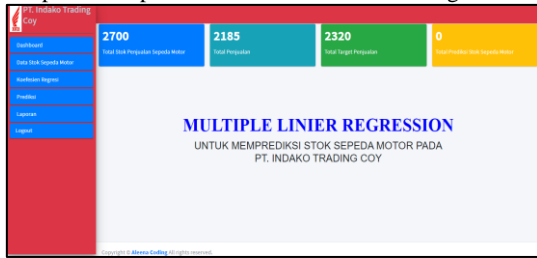 PT. Indako Trading
Coy
Dashboard
Data Stok Sepeda Motor
Koefisien Regresi
Prediksi
Laporan
Logout
2700
Total Stok Penjualan Sepeda Motor
2185
Total Penjualan
2320
Total Target Penjualan
0
Total Prediksi Stok Sepeda Motor
MULTIPLE LINIER REGRESSION
UNTUK MEMPREDIKSI STOK SEPEDA MOTOR PADA
PT. INDAKO TRADING COY
Copyright © Aleena Coding All rights reserved.